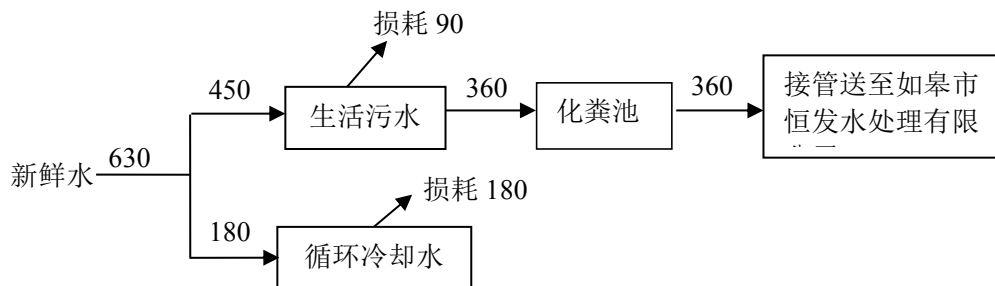 损耗 90
450
生活污水
360
化粪池
360
接管送至如皋市
恒发水处理有限
新鲜水
630
损耗 180
180
循环冷却水